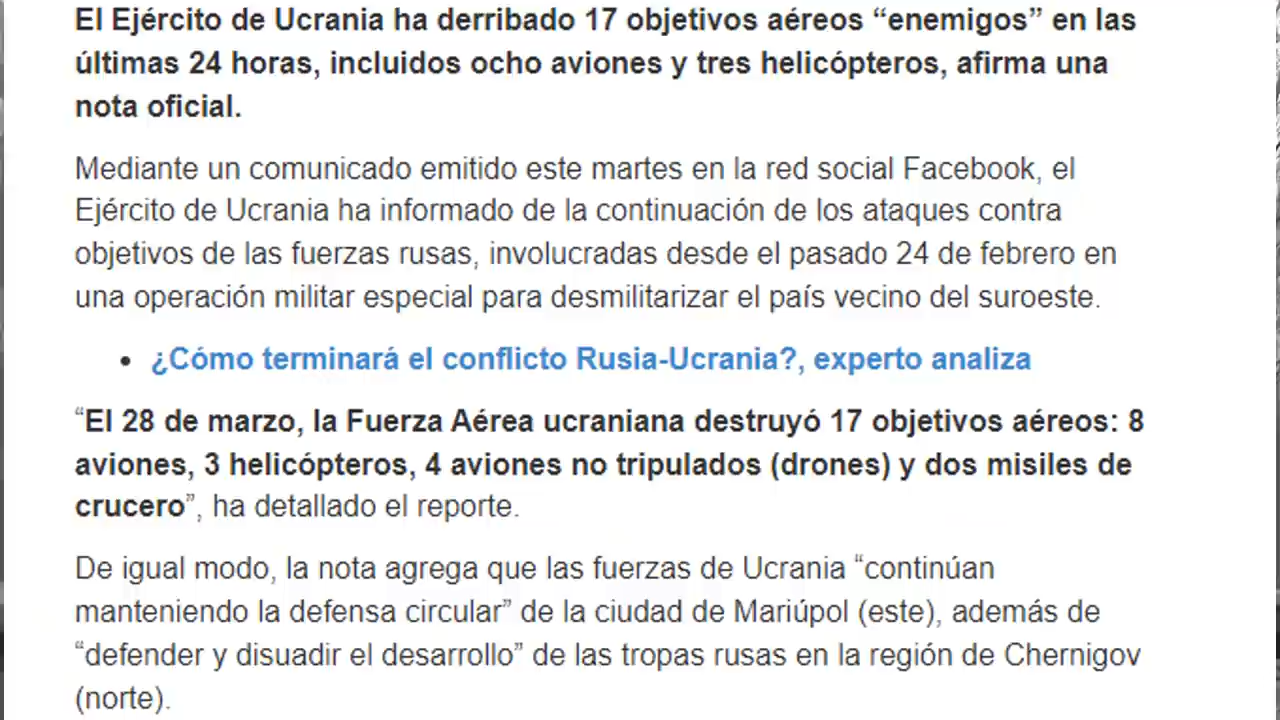 El Ejército de Ucrania ha derribado 17 objetivos aéreos “enemigos” en las
últimas 24 horas, incluidos ocho aviones y tres helicópteros, afirma una
nota oficial.
Mediante un comunicado emitido este martes en la red social Facebook, el
Ejército de Ucrania ha informado de la continuación de los ataques contra
objetivos de las fuerzas rusas, involucradas desde el pasado 24 de febrero en
una operación militar especial para desmilitarizar el país vecino del suroeste.
• ¿Cómo terminará el conflicto Rusia-Ucrania?, experto analiza
“El 28 de marzo, la Fuerza Aérea ucraniana destruyó 17 objetivos aéreos: 8
aviones, 3 helicópteros, 4 aviones no tripulados (drones) y dos misiles de
crucero”, ha detallado el reporte.
De igual modo, la nota agrega que las fuerzas de Ucrania “continúan
manteniendo la defensa circular” de la ciudad de Mariúpol (este), además de
“defender y disuadir el desarrollo” de las tropas rusas en la región de Chernigov
(norte).